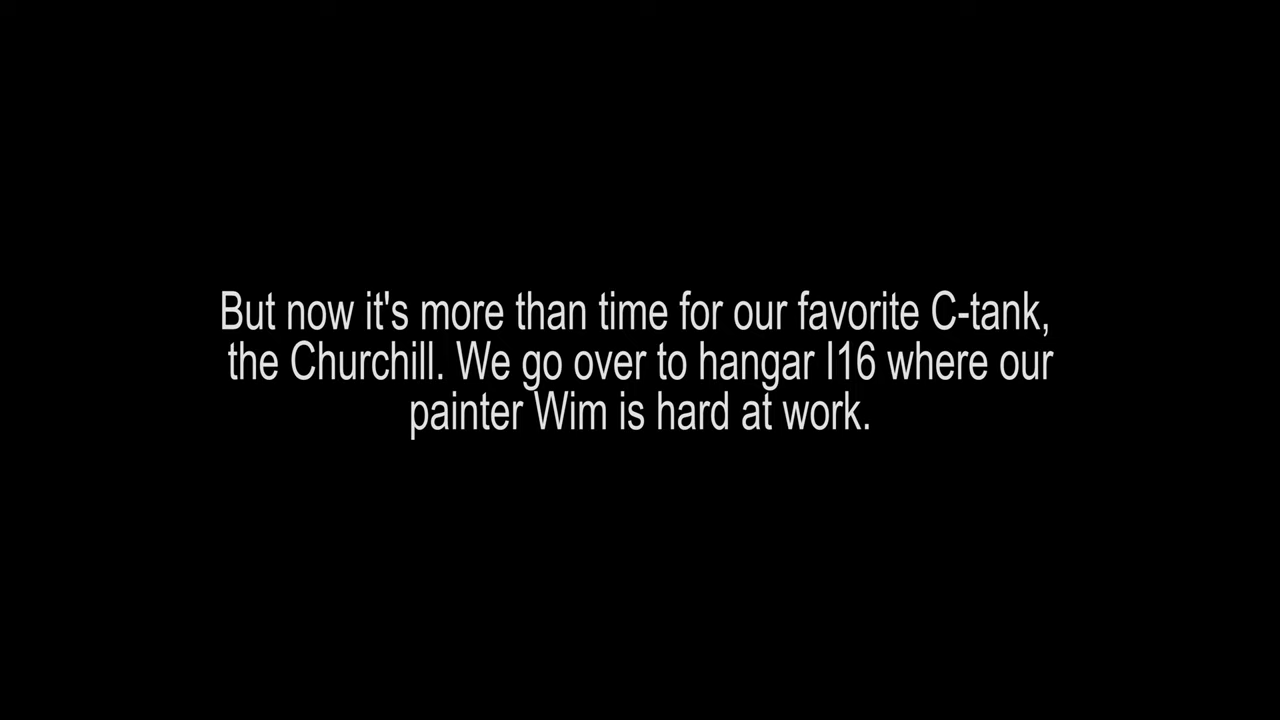 But now it's more than time for our favorite C-tank,
the Churchill. We go over to hangar I16 where our
painter Wim is hard at work.